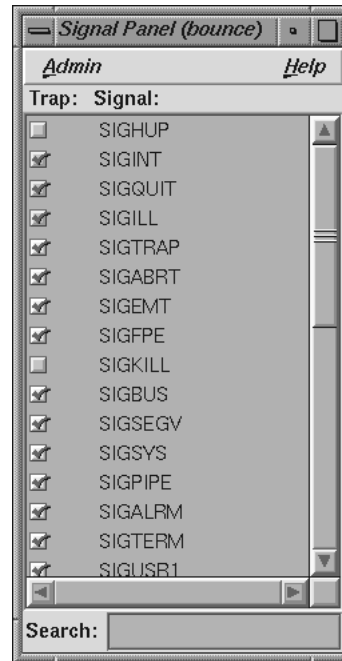 Signal Panel (bounce)
Admin Help
Trap: Signal:
SIGHUP
SIGINT
SIGQUIT
SIGILL
SIGTRAP
SIGABRT
SIGEMT
SIGFPE
SIGKILL
SIGBUS
SIGSEGV
SIGSYS
SIGPIPE
SIGALRM
SIGTERM
SIGUSR1
Search: